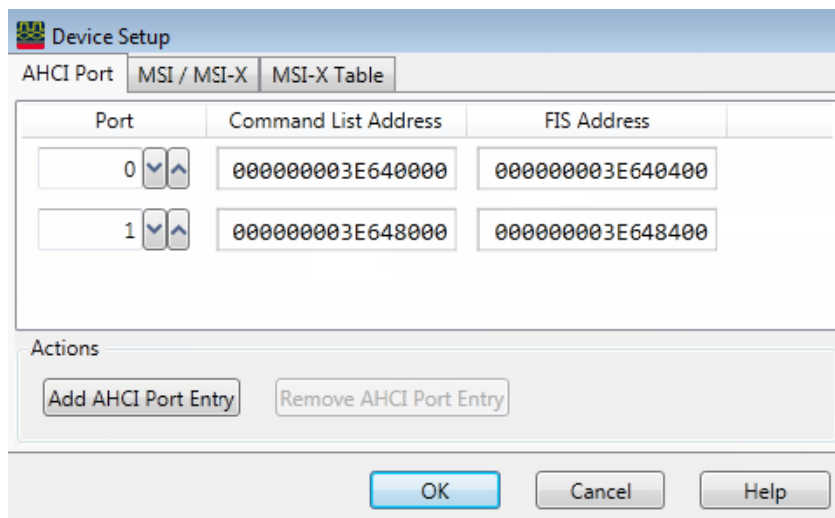 Device Setup
AHCI Port MSI / MSI-X MSI-X Table
Port Command List Address FIS Address
0 000000003E640000 000000003E640400
1 000000003E648000 000000003E648400
Actions
Add AHCI Port Entry Remove AHCI Port Entry
OK Cancel Help